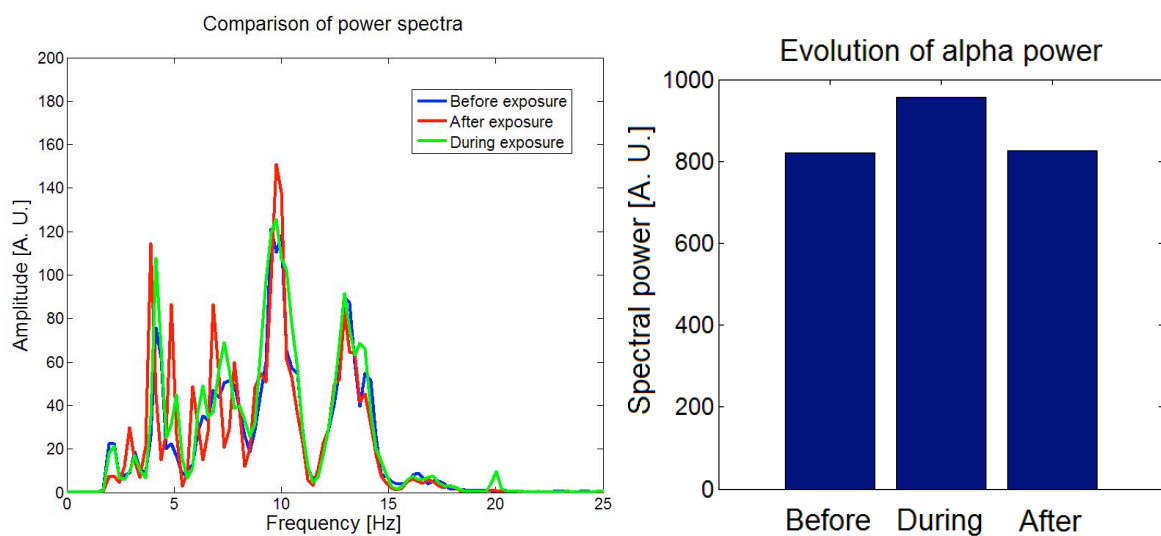 Comparison of power spectra
200
180
160
140
120
100
80
60
40
20
0
Amplitude [A. U.]
Before exposure
After exposure
During exposure
0 5 10 15 20 25
Frequency [Hz]
Evolution of alpha power
1000
800
600
400
200
0
Spectral power [A. U.]
Before During After